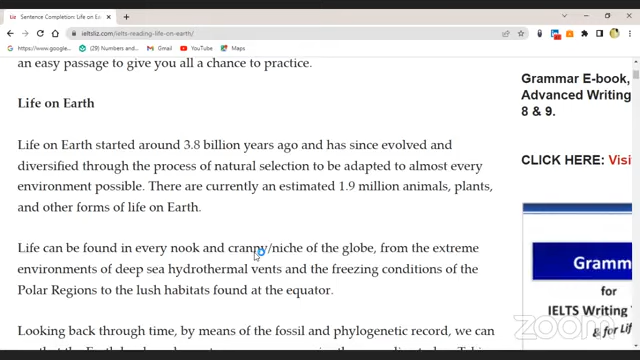 Liz Sentence Completion: Life on Ear
ieltsliz.com/ielts-reading-life-on-earth/
https://www.google... (29) Numbers and... Gmail YouTube Maps
an easy passage to give you all a chance to practice.
Life on Earth
Life on Earth started around 3.8 billion years ago and has since evolved and
diversified through the process of natural selection to be adapted to almost every
environment possible. There are currently an estimated 1.9 million animals, plants,
and other forms of life on Earth.
Life can be found in every nook and cranny/niche of the globe, from the extreme
environments of deep sea hydrothermal vents and the freezing conditions of the
Polar Regions to the lush habitats found at the equator.
Looking back through time, by means of the fossil and phylogenetic record, we can
Grammar E-book,
Advanced Writing
8 & 9.
CLICK HERE: Visi
Gramm
for
IELTS Writing
& for Lif
zoom